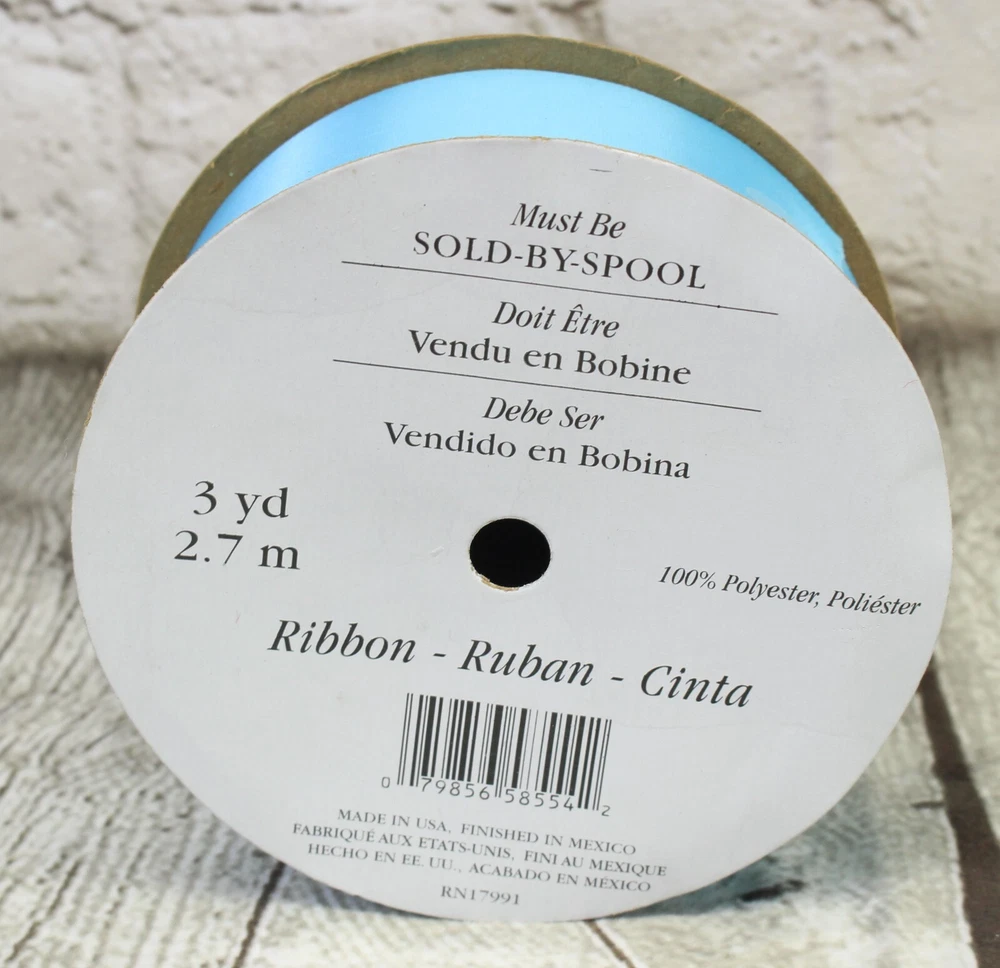 Must Be
SOLD-BY-SPOOL
Doit Être
Vendu en Bobine
Debe Ser
Vendido en Bobina
3 yd
2.7 m
100% Polyester, Poliéster
Ribbon - Ruban - Cinta
0 79856 58554 2
MADE IN USA, FINISHED IN MEXICO
FABRIQUÉ AUX ETATS-UNIS, FINI AU MEXIQUE
HECHO EN EE. UU., ACABADO EN MÉXICO
RN17991